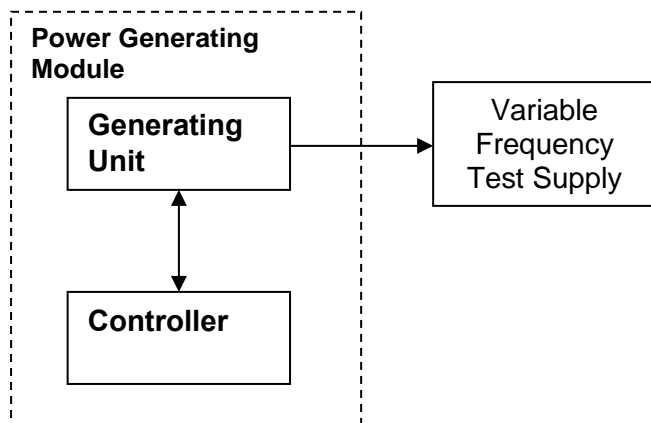 Power Generating
Module
Generating
Unit
Variable
Frequency
Test Supply
Controller